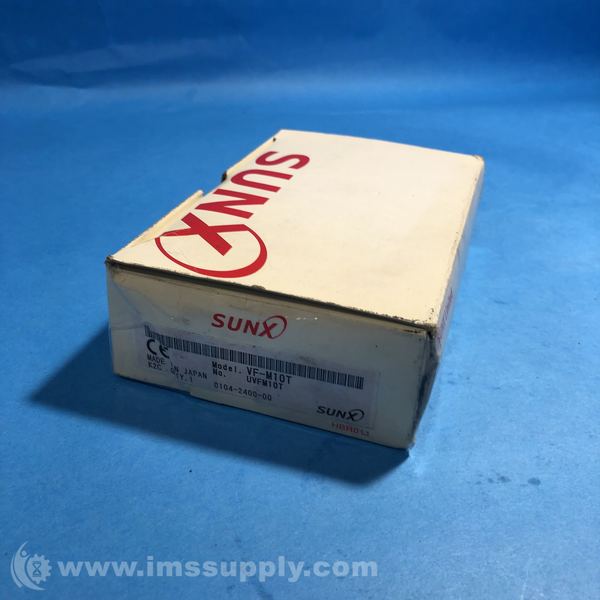 SUNX
SUNX
CE
Model. VF-M10T
MADE IN JAPAN No. UVFM10T
K2C QTY.1
0104-2400-00
SUNX
www.imssupply.com